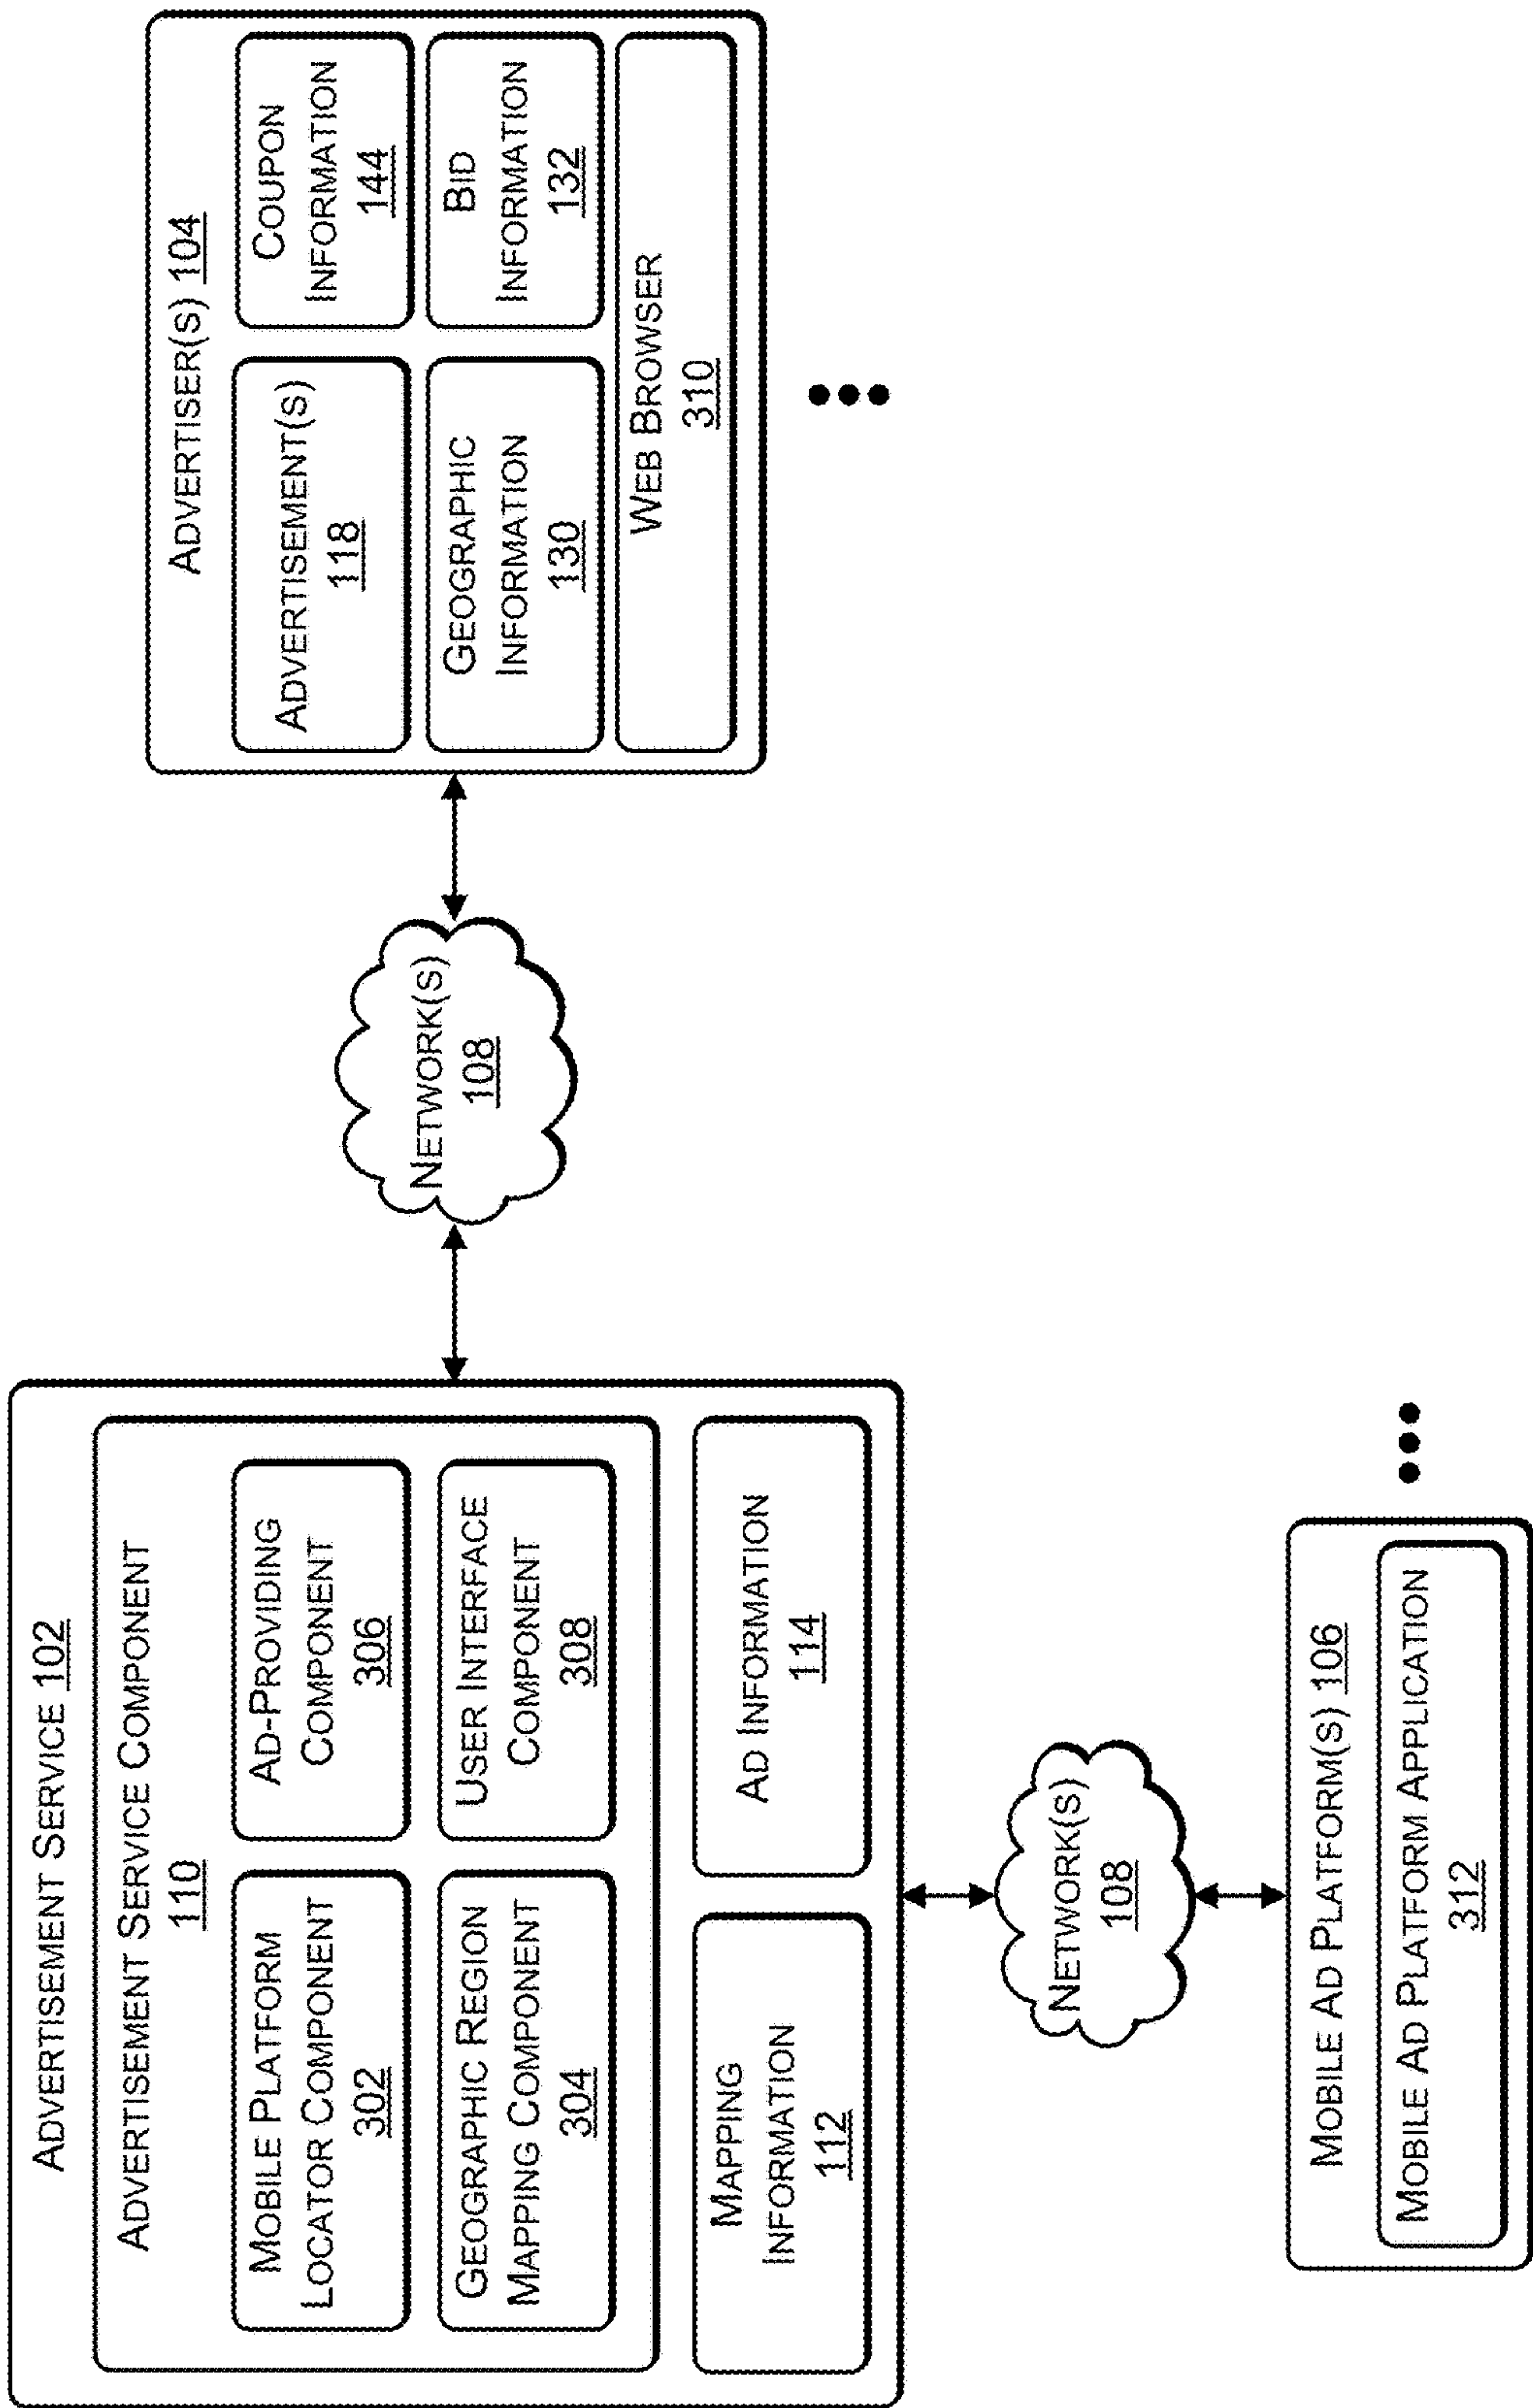 ADVERTISEMENT SERVICE 102
ADVERTISEMENT SERVICE COMPONENT
110
MOBILE PLATFORM
LOCATOR COMPONENT
302
AD-PROVIDING
COMPONENT
306
GEOGRAPHIC REGION
MAPPING COMPONENT
304
USER INTERFACE
COMPONENT
308
MAPPING
INFORMATION
112
AD INFORMATION
114
NETWORK(S)
108
ADVERTISER(S) 104
ADVERTISEMENT(S)
118
COUPON
INFORMATION
144
GEOGRAPHIC
INFORMATION
130
BID
INFORMATION
132
WEB BROWSER
310
NETWORK(S)
108
MOBILE AD PLATFORM(S) 106
MOBILE AD PLATFORM APPLICATION
312